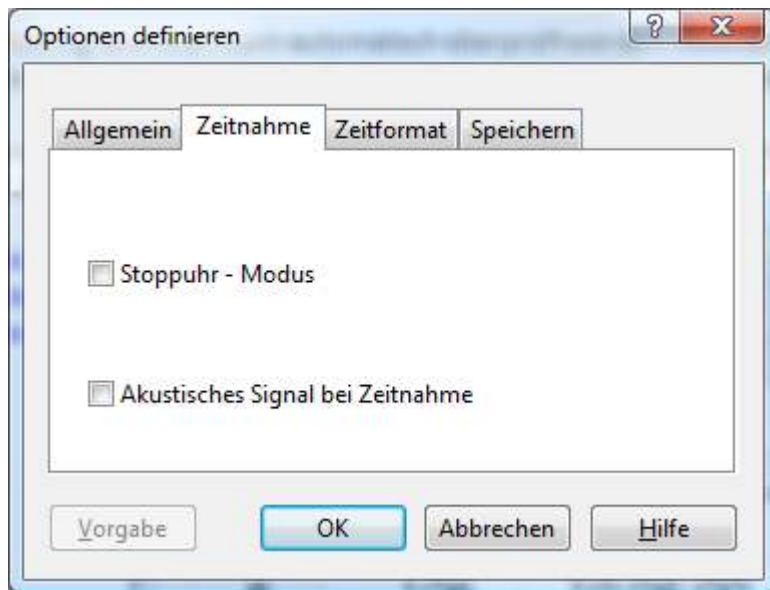 Optionen definieren
Allgemein Zeitnahme Zeitformat Speichern
Stoppuhr - Modus
Akustisches Signal bei Zeitnahme
Vorgabe OK Abbrechen Hilfe